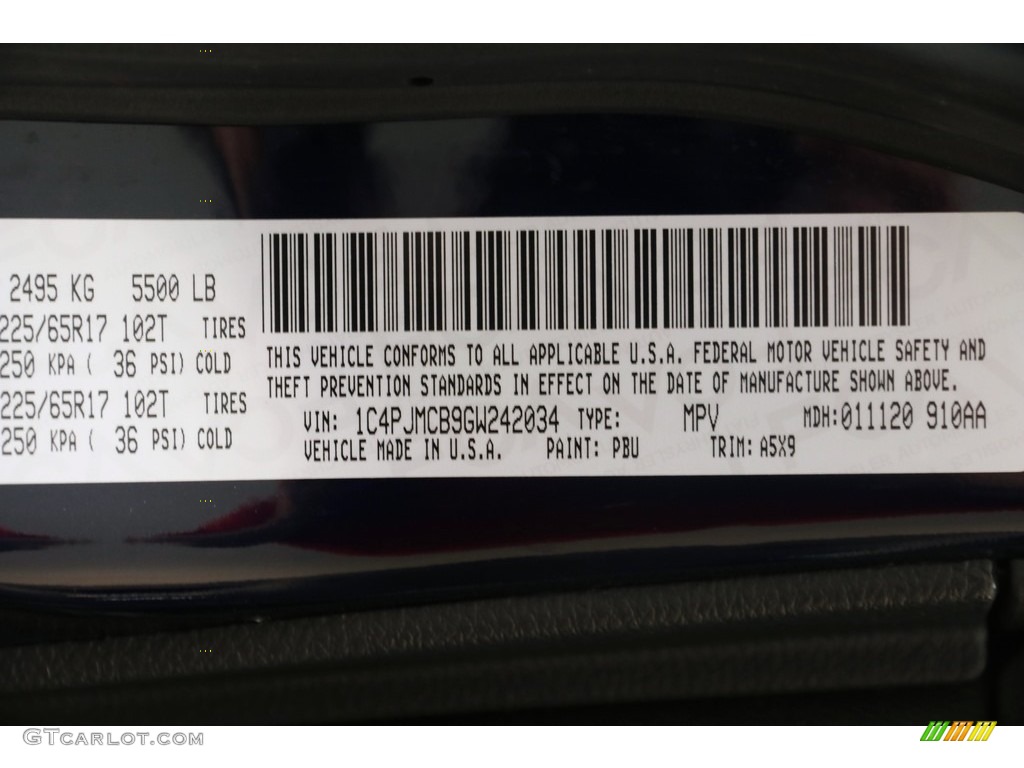 2495 KG 5500 LB
225/65R17 102T TIRES
250 KPA ( 36 PSI) COLD
225/65R17 102T TIRES
250 KPA ( 36 PSI) COLD
THIS VEHICLE CONFORMS TO ALL APPLICABLE U.S.A. FEDERAL MOTOR VEHICLE SAFETY AND
THEFT PREVENTION STANDARDS IN EFFECT ON THE DATE OF MANUFACTURE SHOWN ABOVE.
VIN: 1C4PJMCB9GW242034 TYPE: MPV MDH:011120 910AA
VEHICLE MADE IN U.S.A. PAINT: PBU TRIM: A5X9
GTCARLOT.COM